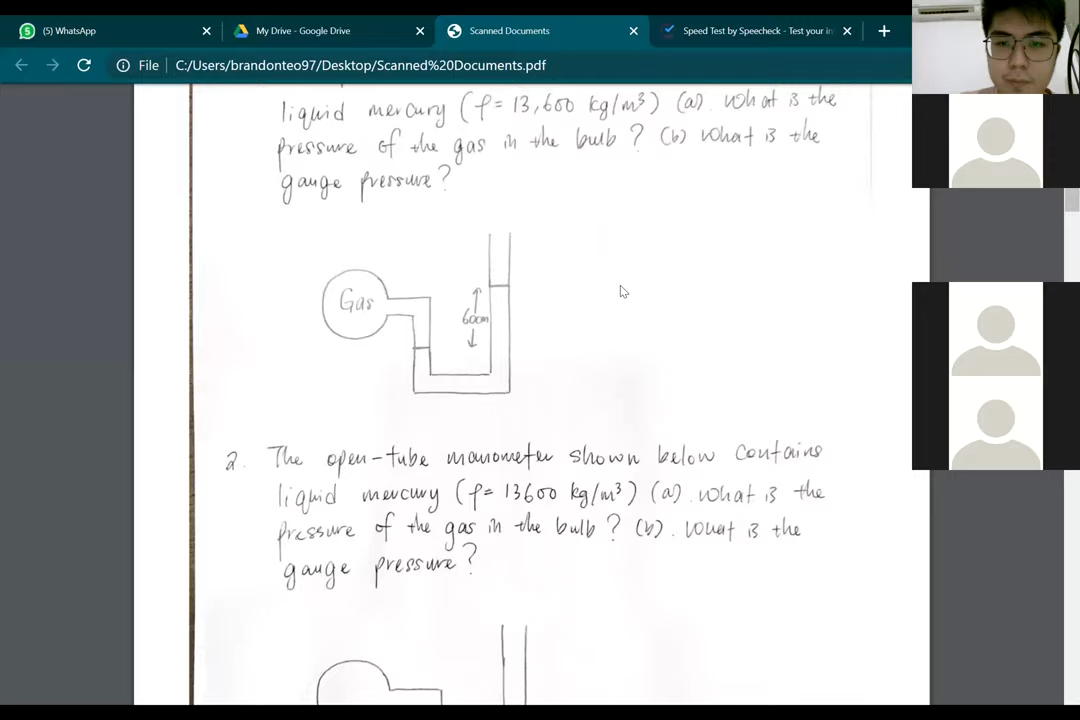 WhatsApp
My Drive - Google Drive
Scanned Documents
Speed Test by Speecheck - Test your in
File
C:/Users/brandonteo97/Desktop/Scanned%20Documents.pdf
liquid mercury (ρ = 13,600 kg/m³) (a). What is the
pressure of the gas in the bulb? (b) What is the
gauge pressure?
Gas
60cm
2. The open-tube manometer shown below contains
liquid mercury (ρ = 13600 kg/m³) (a). What is the
pressure of the gas in the bulb? (b). What is the
gauge pressure?